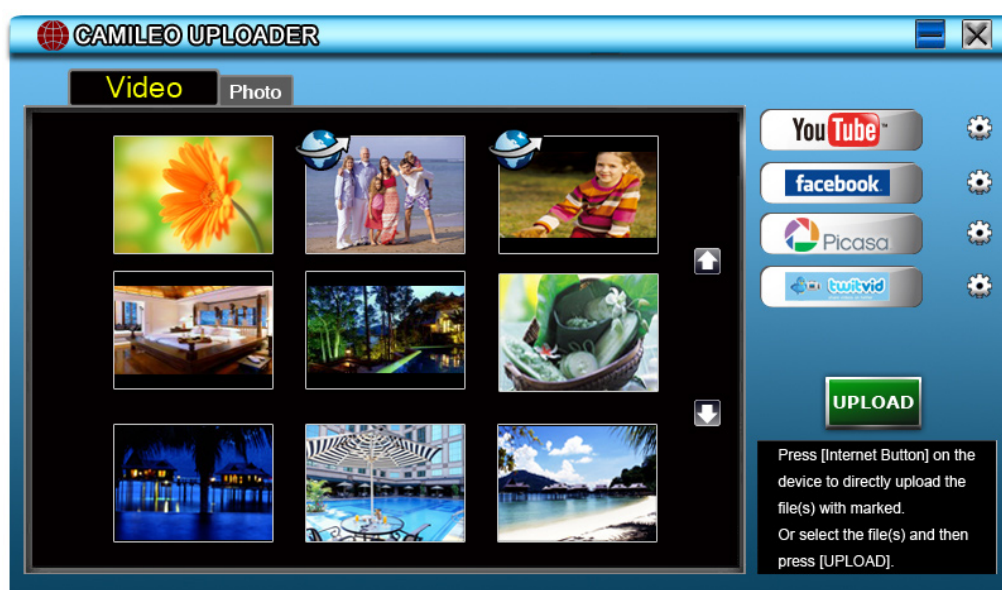 CAMILEO UPLOADER
Video
Photo
YouTube
facebook
Picasa
twitvid
UPLOAD
Press [Internet Button] on the
device to directly upload the
file(s) with marked.
Or select the file(s) and then
press [UPLOAD].